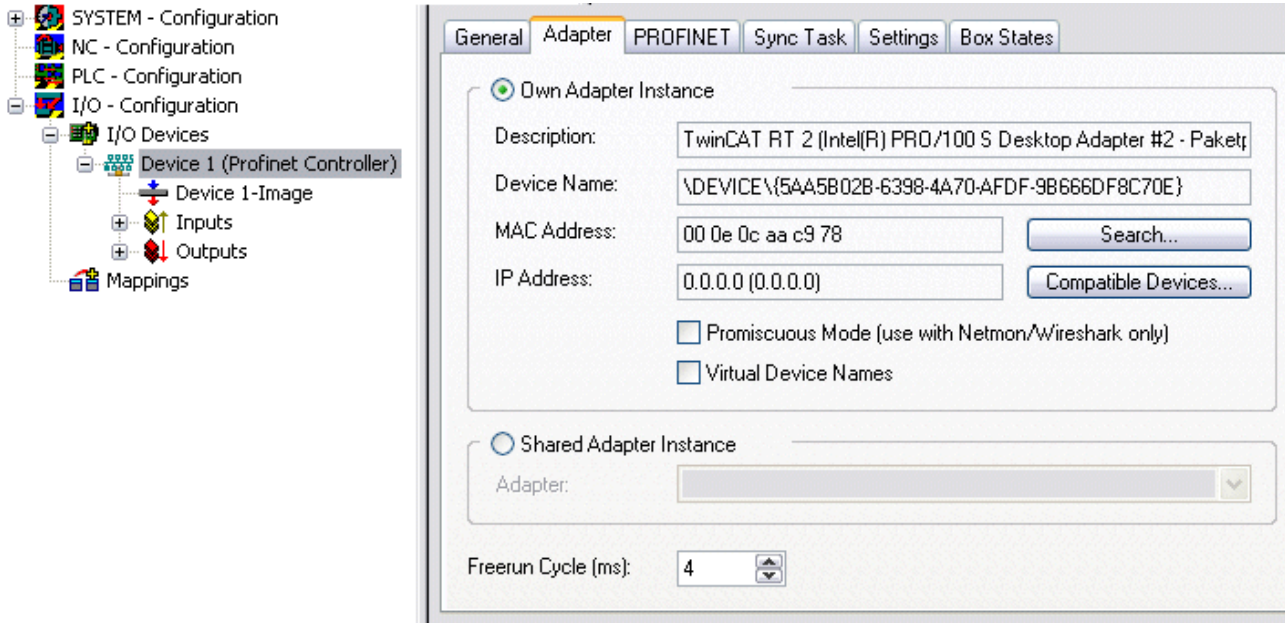 SYSTEM - Configuration
NC - Configuration
PLC - Configuration
I/O - Configuration
I/O Devices
Device 1 (Profinet Controller)
Device 1-Image
Inputs
Outputs
Mappings
General Adapter PROFINET Sync Task Settings Box States
Own Adapter Instance
Description: TwinCAT RT 2 (Intel(R) PRO/100 S Desktop Adapter #2 - Paketp
Device Name: \DEVICE\{5AA5B02B-6398-4A70-AFDF-9B666DF8C70E}
MAC Address: 00 0e 0c aa c9 78 Search...
IP Address: 0.0.0.0 (0.0.0.0) Compatible Devices...
Promiscuous Mode (use with Netmon/Wireshark only)
Virtual Device Names
Shared Adapter Instance
Adapter:
Freerun Cycle (ms): 4